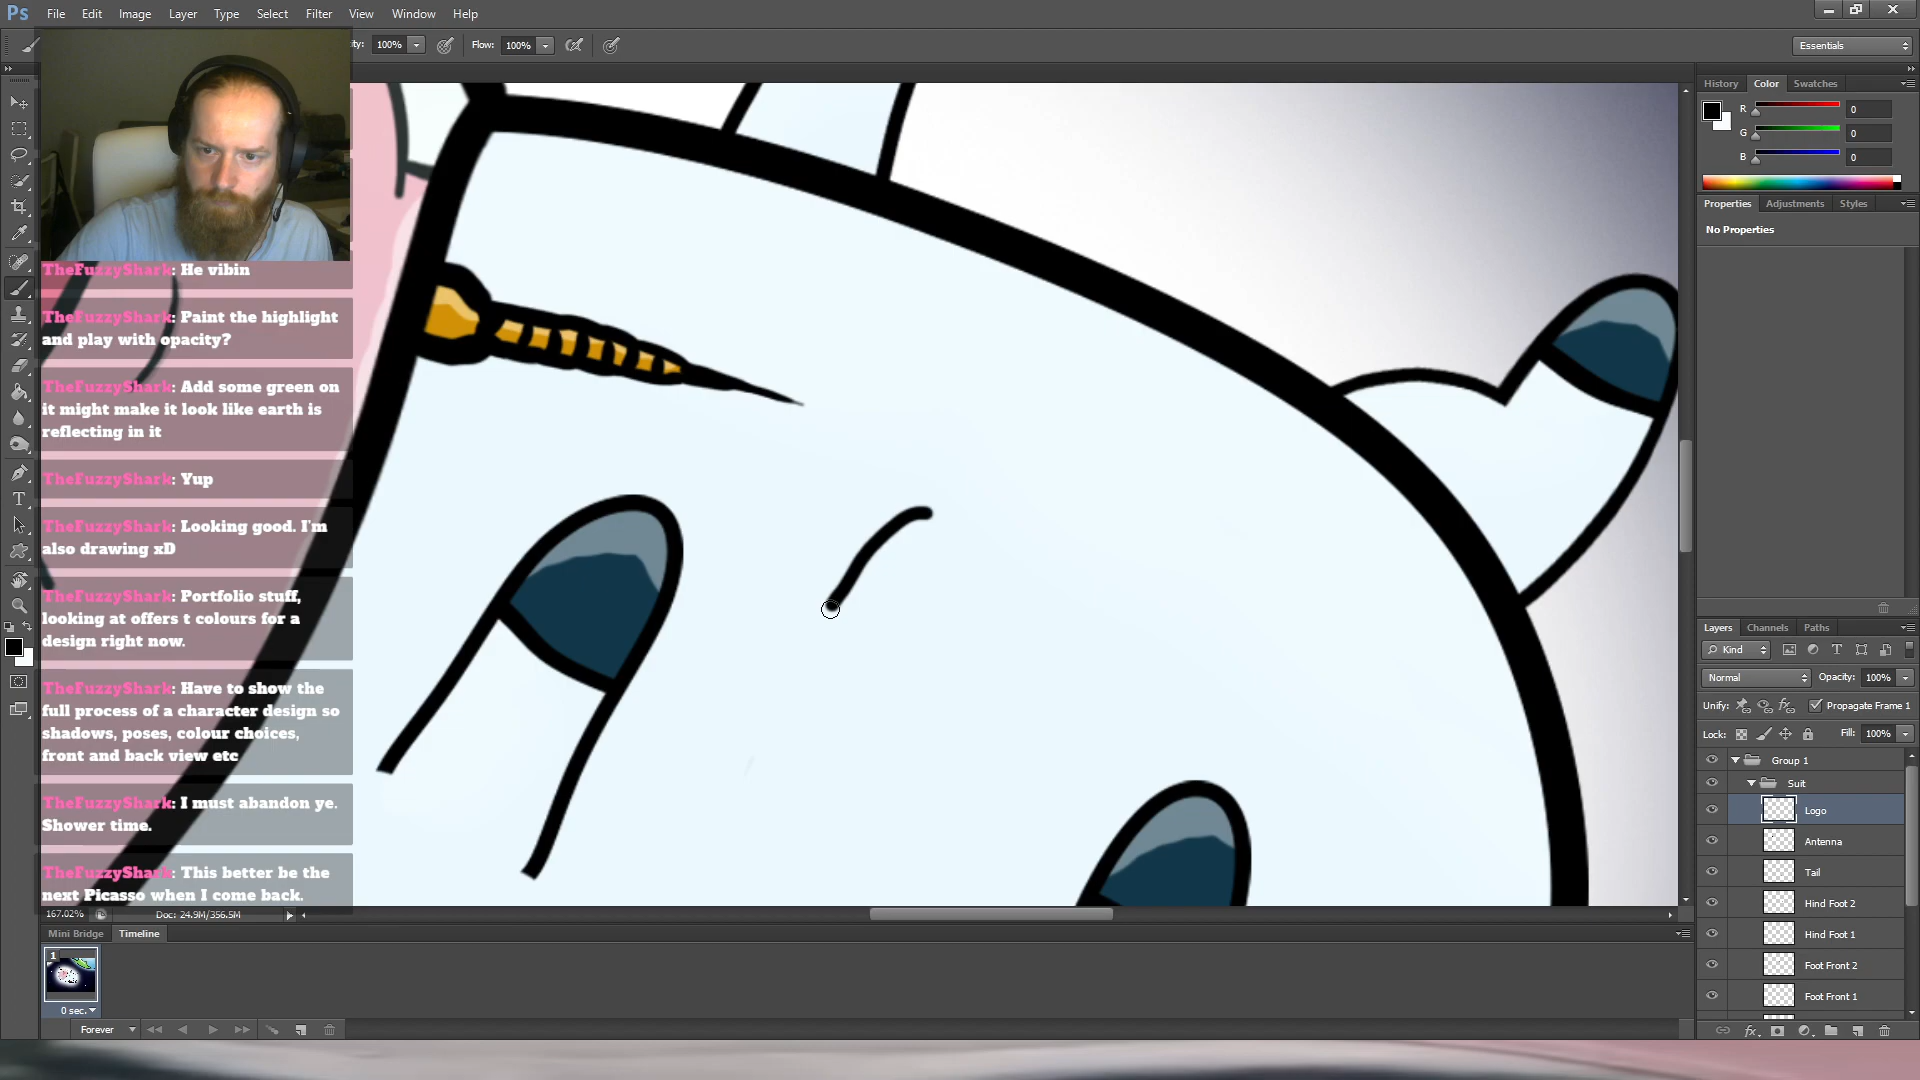 Ps File Edit Image Layer Type Select Filter View Window Help
100% Flow: 100% Essentials
History Color Swatches
R 0
G 0
B 0
Properties Adjustments Styles
No Properties
TheFuzzyShark: He vibin
TheFuzzyShark: Paint the highlight
and play with opacity?
TheFuzzyShark: Add some green on
it might make it look like earth is
reflecting in it
TheFuzzyShark: Yup
TheFuzzyShark: Looking good. I'm
also drawing xD
TheFuzzyShark: Portfolio stuff,
looking at offers t colours for a
design right now.
TheFuzzyShark: Have to show the
full process of a character design so
shadows, poses, colour choices,
front and back view etc
TheFuzzyShark: I must abandon ye.
Shower time.
TheFuzzyShark: This better be the
next Picasso when I come back.
Layers Channels Paths
Kind
Normal Opacity: 100%
Unify: Propagate Frame 1
Lock: Fill: 100%
Group 1
Suit
Logo
Antenna
Tail
Hind Foot 2
Hind Foot 1
Foot Front 2
Foot Front 1
167.02% Doc: 24.9M/356.5M
Mini Bridge Timeline
1
0 sec.
Forever